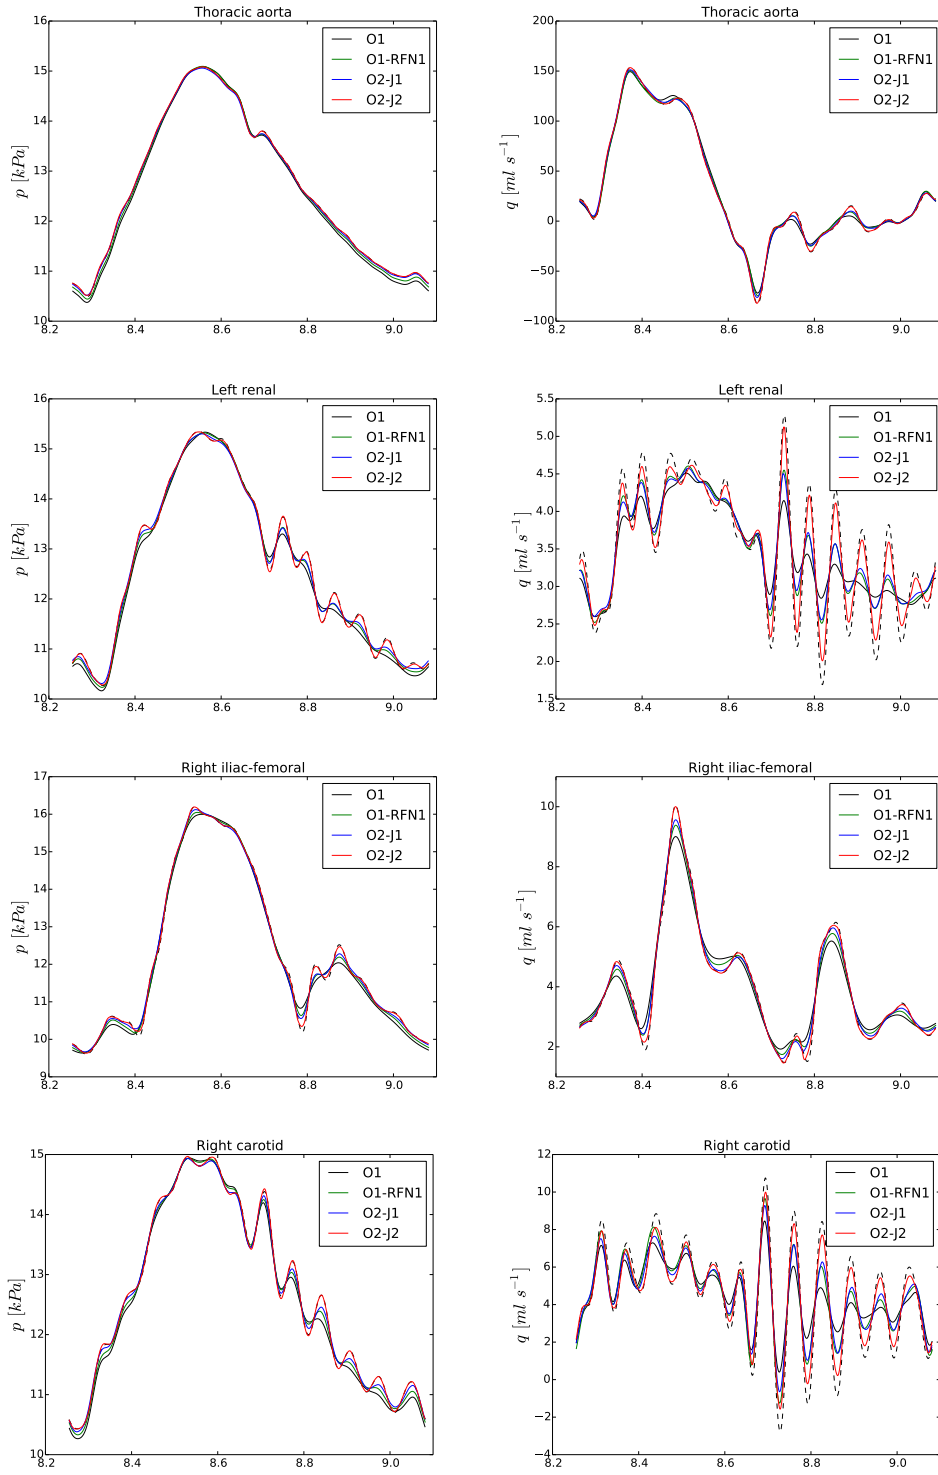 Thoracic aorta
16
15
14
13
12
11
10
p [kPa]
O1
O1-RFN1
O2-J1
O2-J2
8.2
8.4
8.6
8.8
9.0
Thoracic aorta
200
150
100
50
0
−50
−100
q [ml s⁻¹]
O1
O1-RFN1
O2-J1
O2-J2
8.2
8.4
8.6
8.8
9.0
Left renal
16
15
14
13
12
11
10
p [kPa]
O1
O1-RFN1
O2-J1
O2-J2
8.2
8.4
8.6
8.8
9.0
Left renal
5.5
5.0
4.5
4.0
3.5
3.0
2.5
2.0
1.5
q [ml s⁻¹]
O1
O1-RFN1
O2-J1
O2-J2
8.2
8.4
8.6
8.8
9.0
Right iliac-femoral
17
16
15
14
13
12
11
10
9
p [kPa]
O1
O1-RFN1
O2-J1
O2-J2
8.2
8.4
8.6
8.8
9.0
Right iliac-femoral
10
8
6
4
2
q [ml s⁻¹]
O1
O1-RFN1
O2-J1
O2-J2
8.2
8.4
8.6
8.8
9.0
Right carotid
15
14
13
12
11
10
p [kPa]
O1
O1-RFN1
O2-J1
O2-J2
8.2
8.4
8.6
8.8
9.0
Right carotid
12
10
8
6
4
2
0
−2
−4
q [ml s⁻¹]
O1
O1-RFN1
O2-J1
O2-J2
8.2
8.4
8.6
8.8
9.0